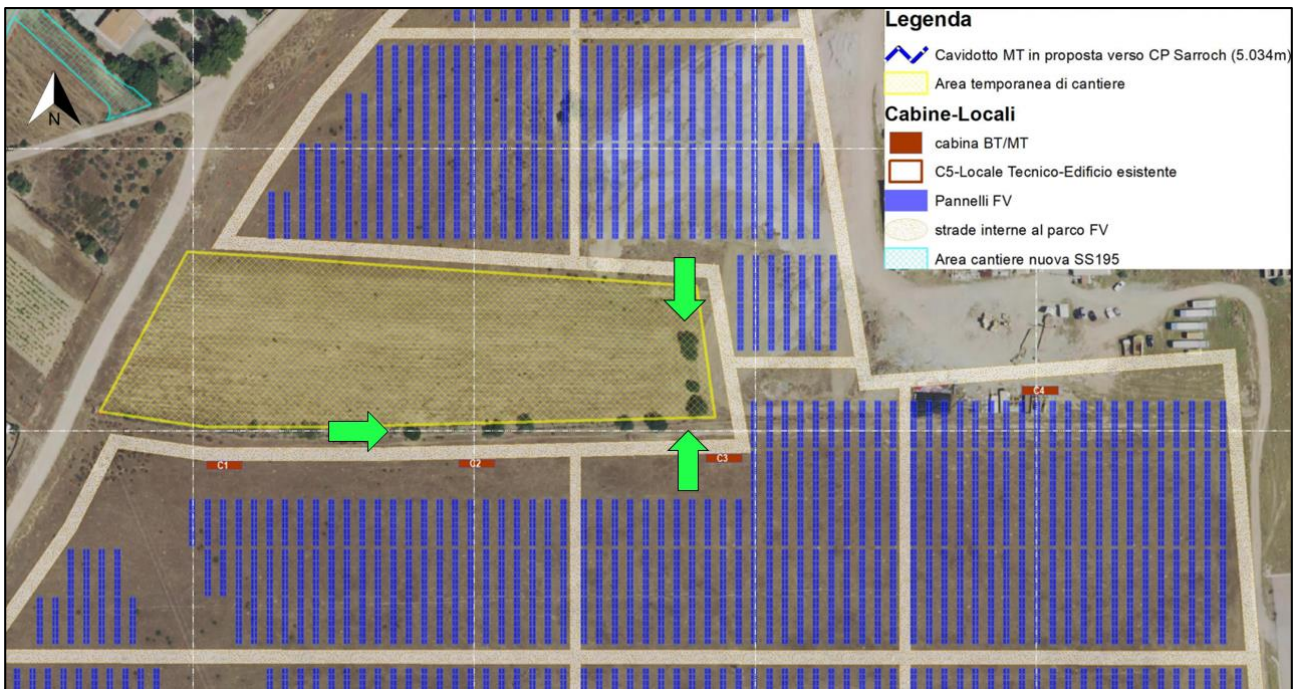 Legenda
Cavidotto MT in proposta verso CP Sarroch (5.034m)
Area temporanea di cantiere
Cabine-Locali
cabina BT/MT
C5-Locale Tecnico-Edificio esistente
Pannelli FV
strade interne al parco FV
Area cantiere nuova SS195
N
C4
C1
C2
C3